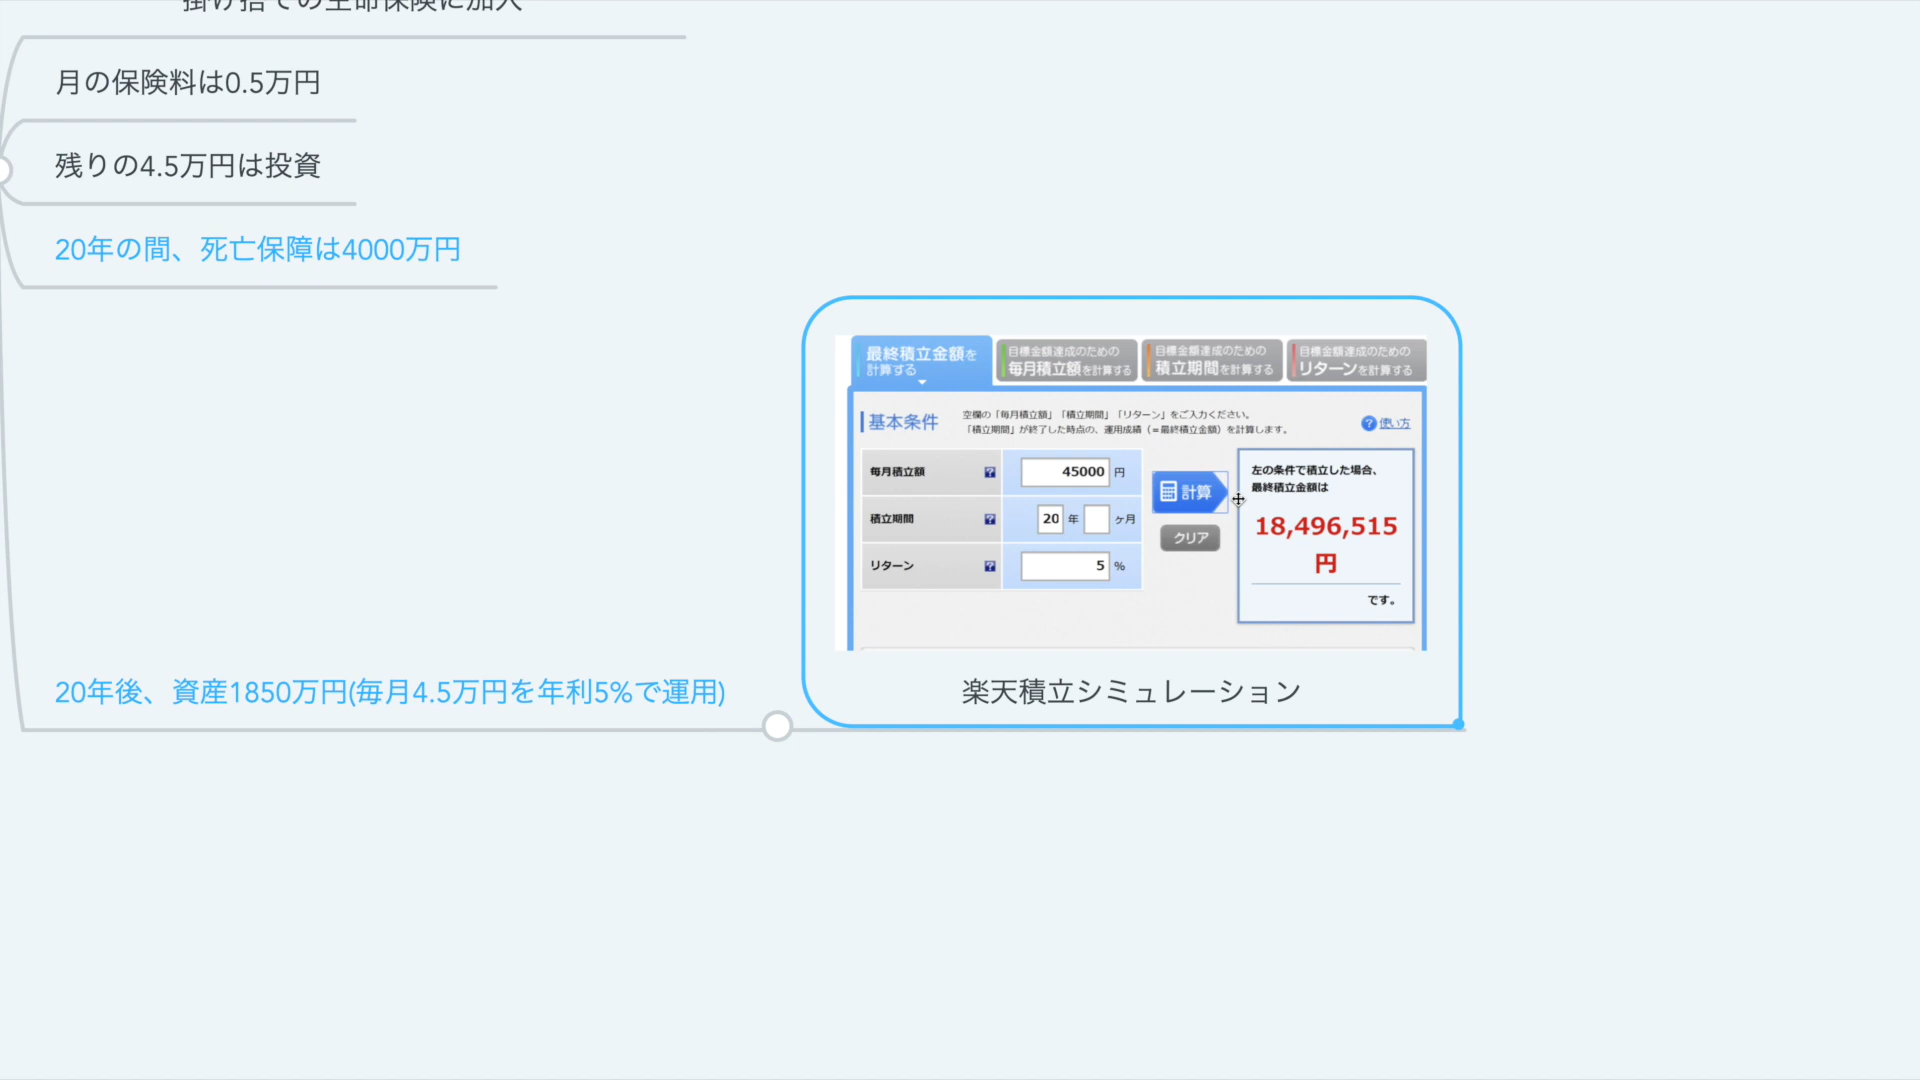 掛け捨ての生命保険に加入
月の保険料は0.5万円
残りの4.5万円は投資
20年の間、死亡保障は4000万円
最終積立金額を
計算する
目標金額達成のための
毎月積立額を計算する
目標金額達成のための
積立期間を計算する
目標金額達成のための
リターンを計算する
基本条件
空欄の「毎月積立額」「積立期間」「リターン」をご入力ください。
「積立期間」が終了した時点の、運用成績（＝最終積立金額）を計算します。
? 使い方
毎月積立額 ? 45000 円
積立期間 ? 20 年 ヶ月
リターン ? 5 %
計算
クリア
左の条件で積立した場合、
最終積立金額は
18,496,515
円
です。
20年後、資産1850万円(毎月4.5万円を年利5%で運用)
楽天積立シミュレーション